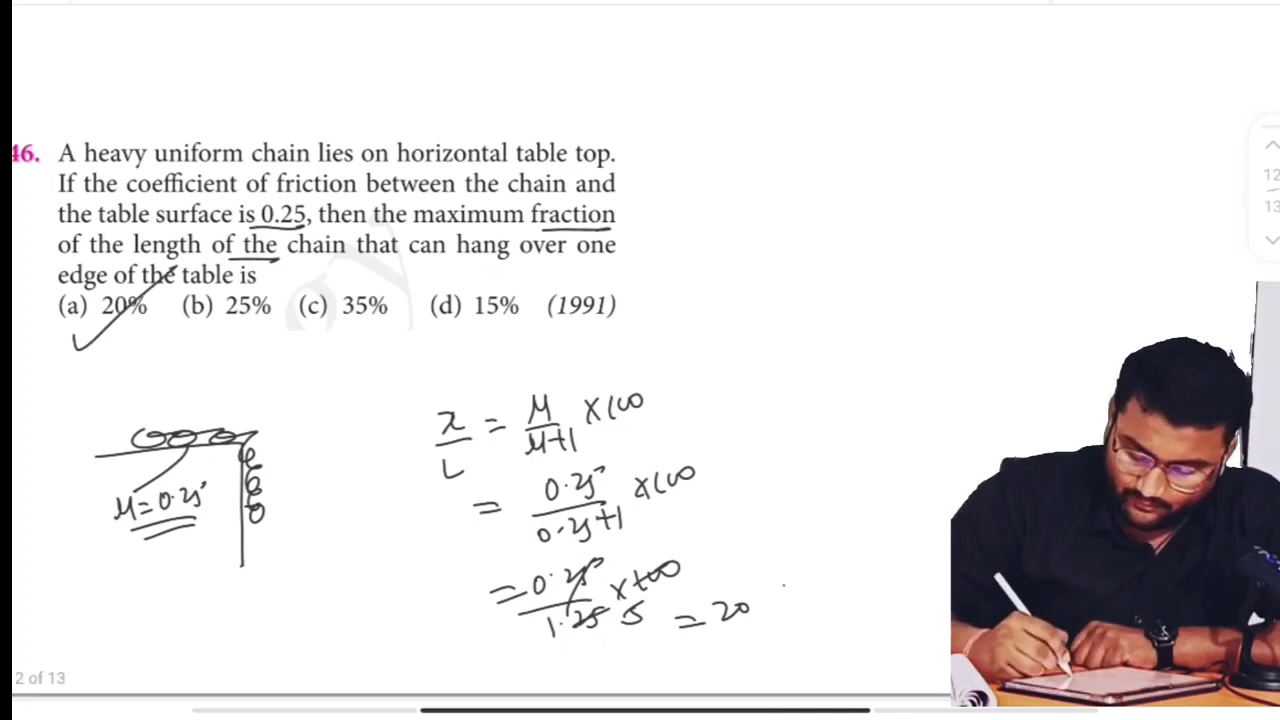 46. A heavy uniform chain lies on horizontal table top.
If the coefficient of friction between the chain and
the table surface is 0.25, then the maximum fraction
of the length of the chain that can hang over one
edge of the table is
(a) 20% (b) 25% (c) 35% (d) 15% (1991)
x/L = μ/μ+1 ×100
μ=0.25
= 0.25/0.25+1 ×100
= 0.25/1.25 ×100 5 = 20
12
13
2 of 13